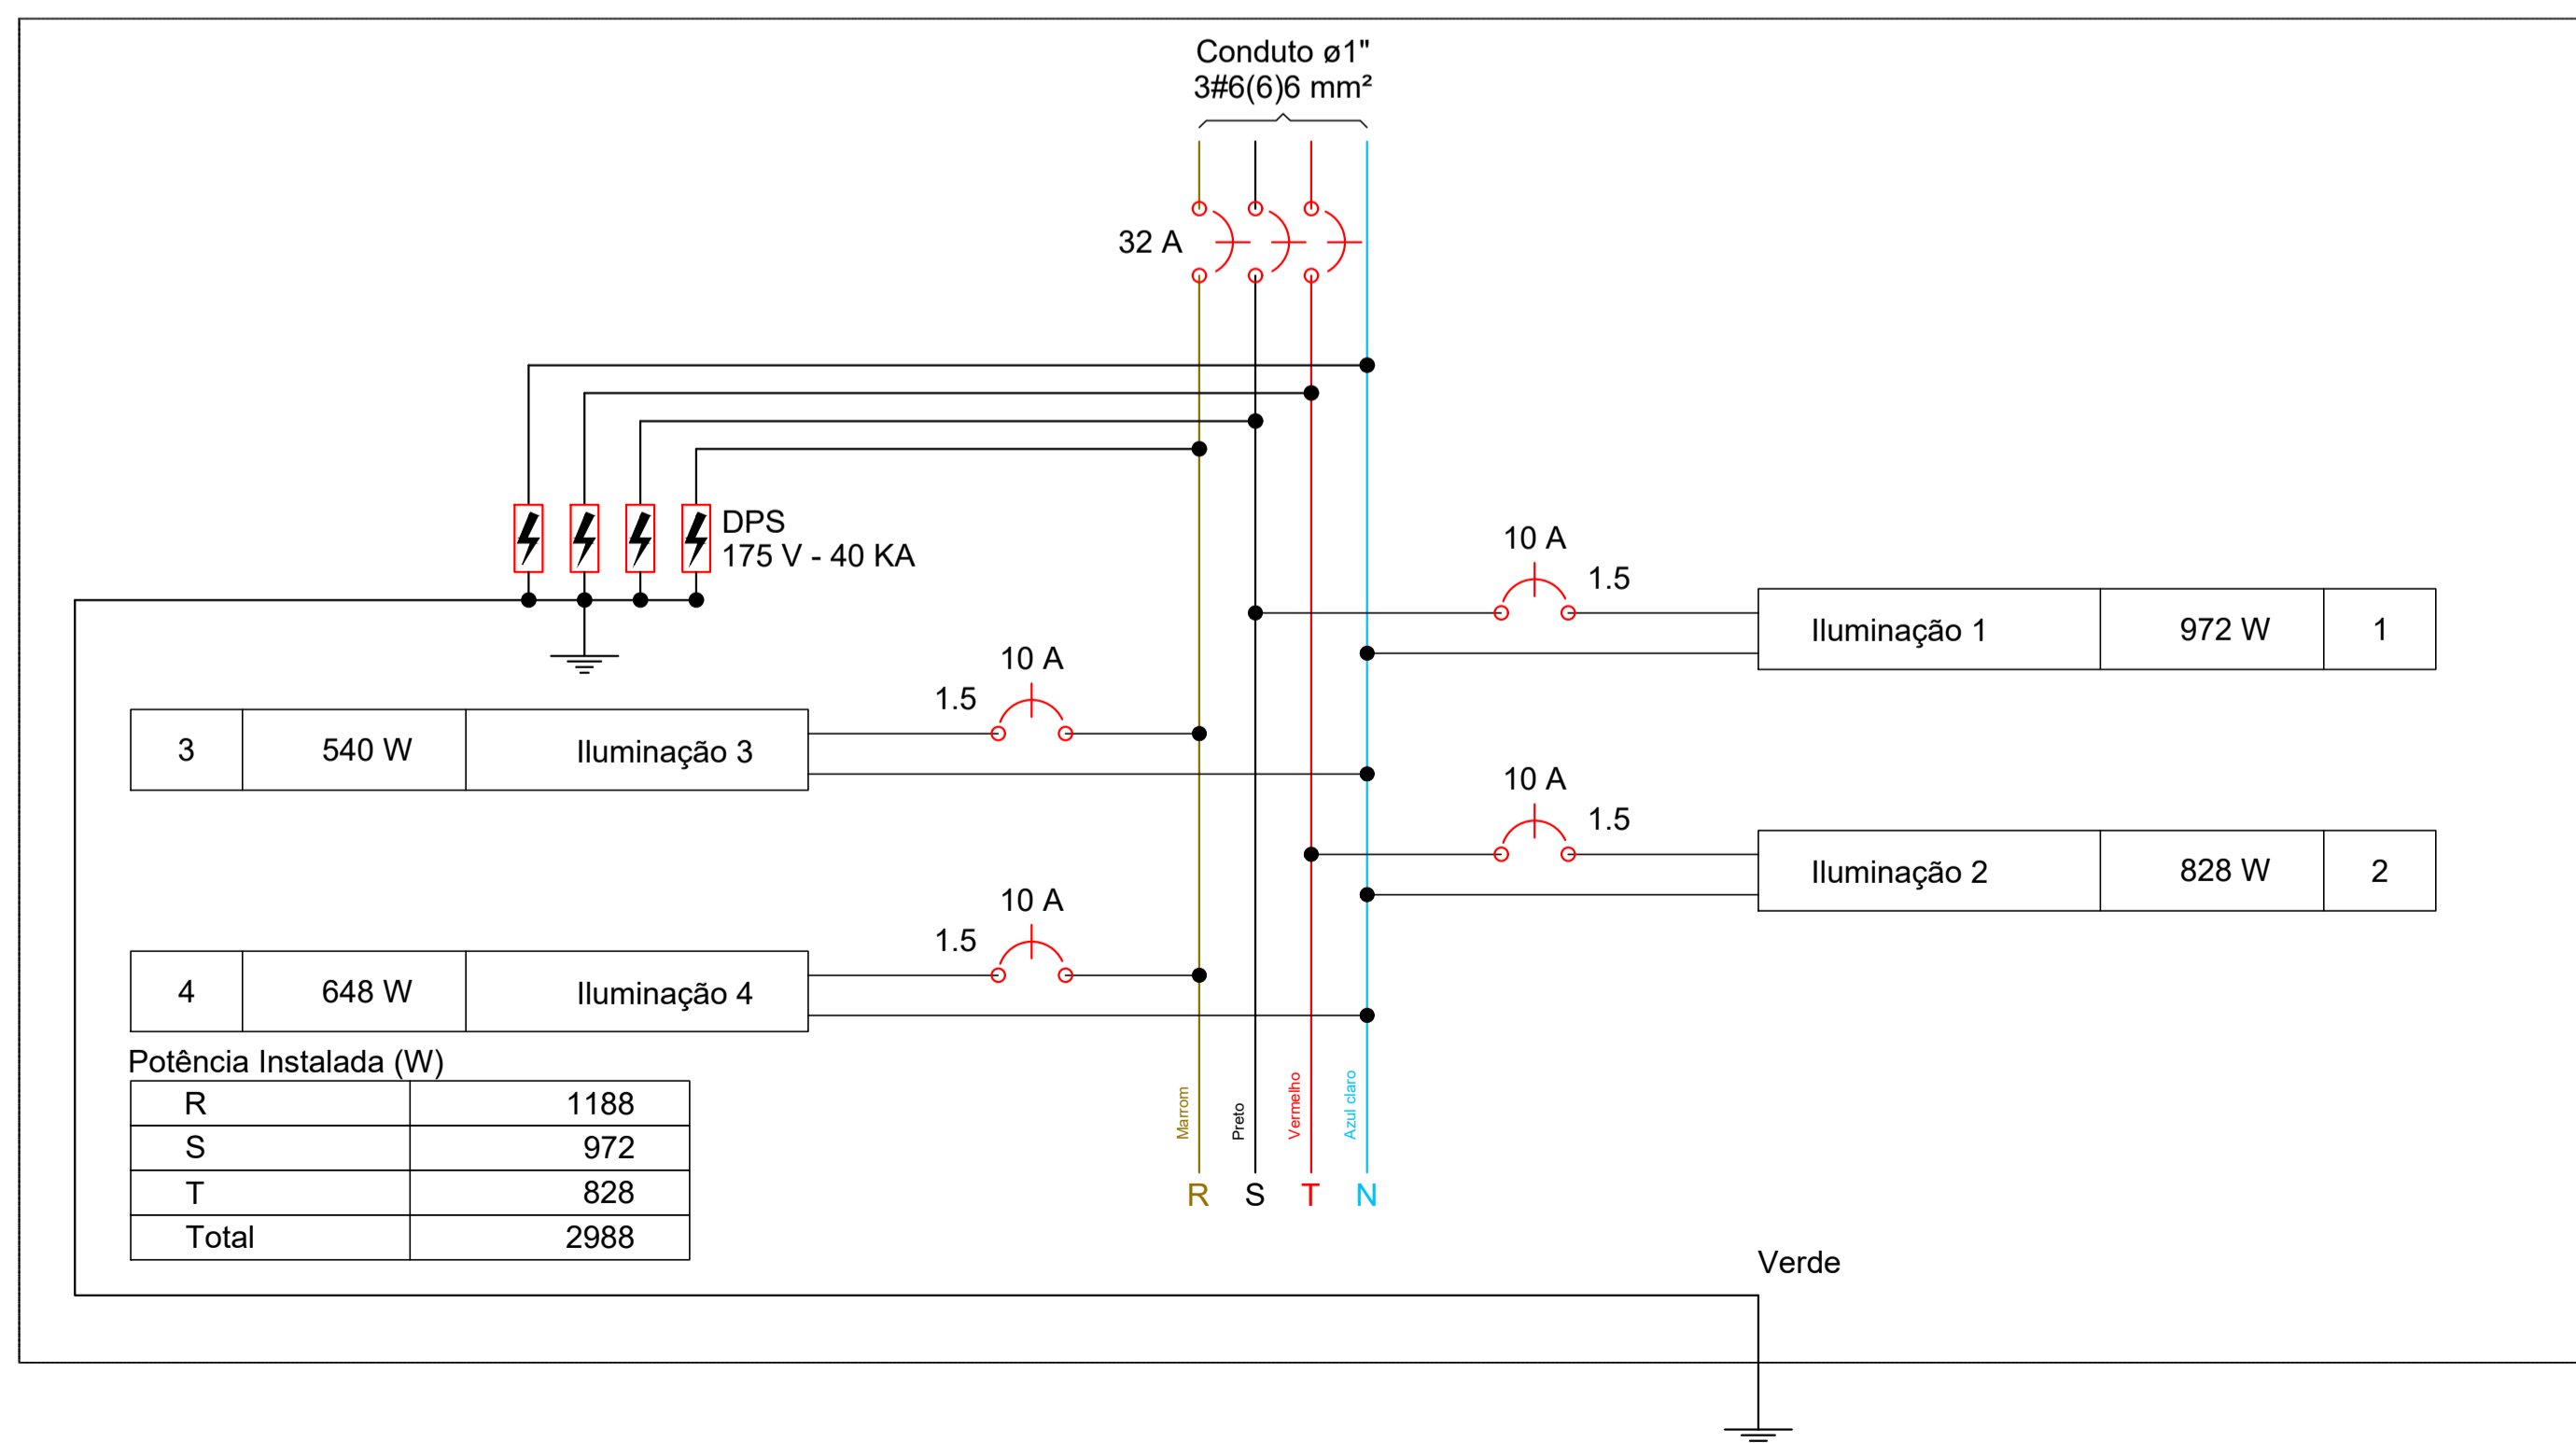 Conduto ø1"
3#6(6)6 mm²
32 A
DPS
175 V - 40 KA
10 A
1.5
Iluminação 1 972 W 1
10 A
1.5
3 540 W Iluminação 3
10 A
1.5
Iluminação 2 828 W 2
10 A
1.5
4 648 W Iluminação 4
Potência Instalada (W)
R 1188
S 972
T 828
Total 2988
Marrom
Preto
Vermelho
Azul claro
R S T N
Verde